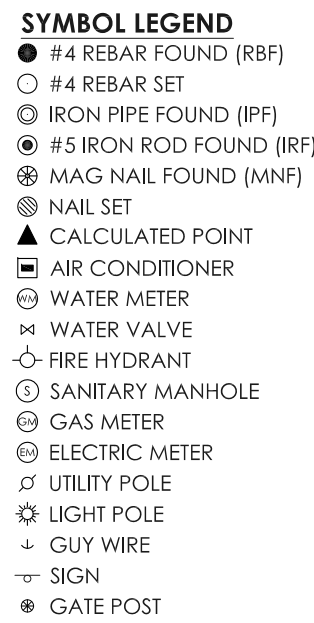 SYMBOL LEGEND
#4 REBAR FOUND (RBF)
#4 REBAR SET
IRON PIPE FOUND (IPF)
#5 IRON ROD FOUND (IRF)
MAG NAIL FOUND (MNF)
NAIL SET
CALCULATED POINT
AIR CONDITIONER
WM WATER METER
WATER VALVE
FIRE HYDRANT
S SANITARY MANHOLE
GM GAS METER
EM ELECTRIC METER
UTILITY POLE
LIGHT POLE
GUY WIRE
SIGN
GATE POST